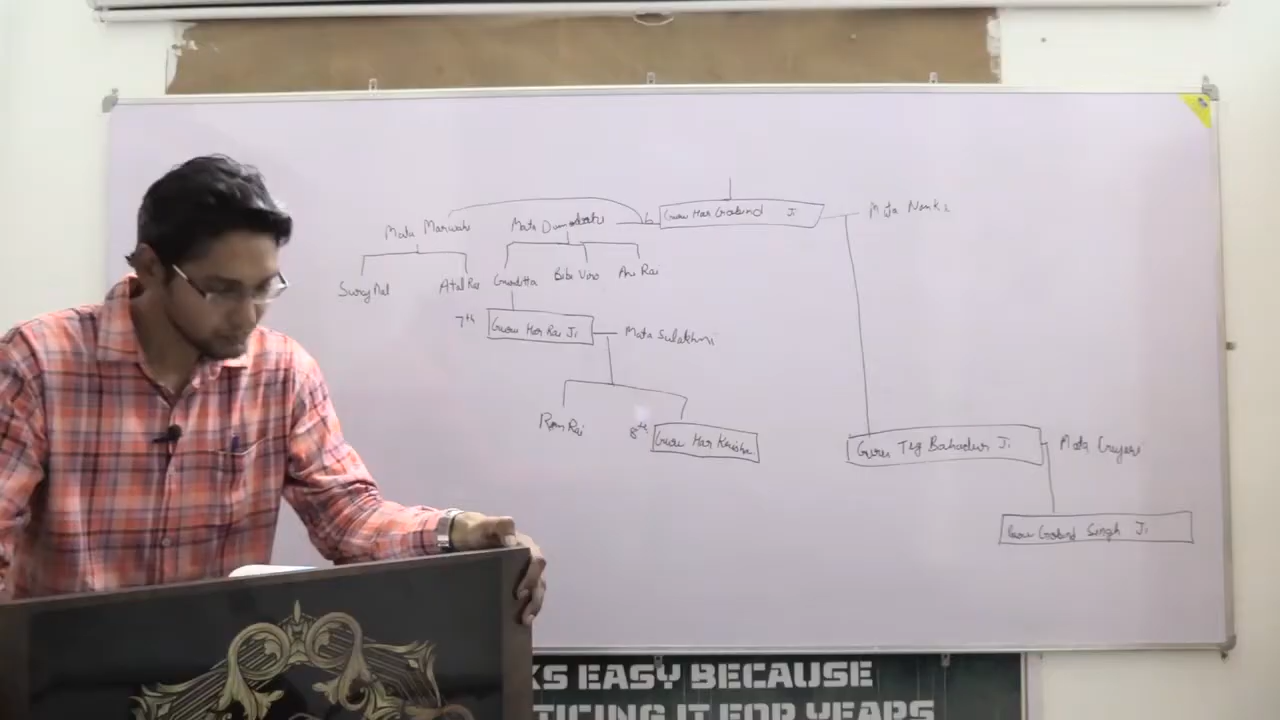 6 Guru Har Gobind Ji
Mata Nanki
Mata Marwahi
Mata Damodari
Suraj Mal
Atal Rai
Gurditta
Bibi Viro
Ani Rai
7th Guru Har Rai Ji
Mata Sulakhni
Ram Rai
8th Guru Har Krishan
Guru Teg Bahadur Ji
Mata Gujari
Guru Gobind Singh Ji
KS EASY BECAUSE
TICING IT FOR YEARS